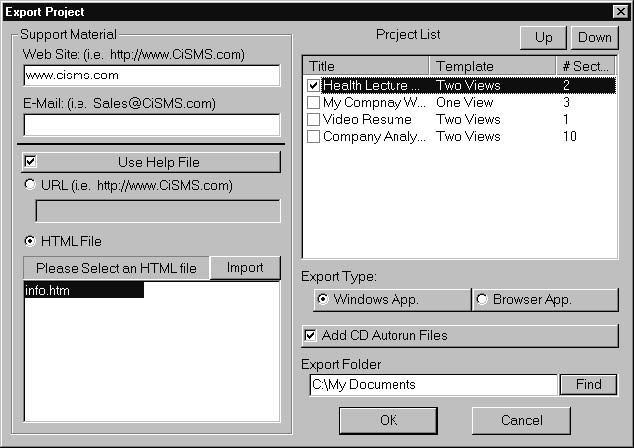 Export Project
Support Material
Web Site: (i.e. http://www.CiSMS.com)
www.cisms.com
E-Mail: (i.e. Sales@CiSMS.com)
Use Help File
URL (i.e. http://www.CiSMS.com)
HTML File
Please Select an HTML file Import
info.htm
Project List Up Down
Title Template # Sect...
Health Lecture ... Two Views 2
My Compnay W... One View 3
Video Resume Two Views 1
Company Analy... Two Views 10
Export Type:
Windows App. Browser App.
Add CD Autorun Files
Export Folder
C:\My Documents Find
OK Cancel